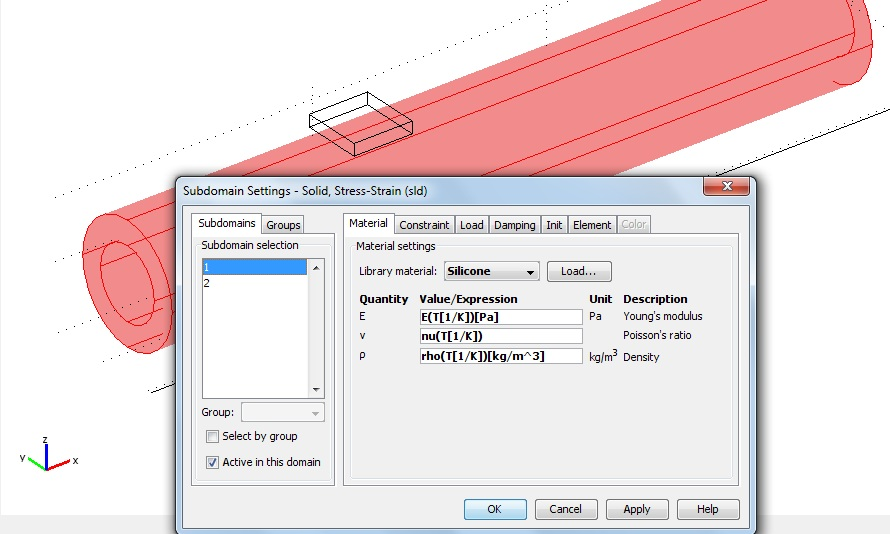 Subdomain Settings - Solid, Stress-Strain (sld)
Subdomains Groups
Subdomain selection
1
2
Group:
Select by group
Active in this domain
Material Constraint Load Damping Init Element Color
Material settings
Library material: Silicone Load...
Quantity Value/Expression Unit Description
E E(T[1/K])[Pa] Pa Young's modulus
ν nu(T[1/K]) Poisson's ratio
ρ rho(T[1/K])[kg/m^3] kg/m³ Density
OK Cancel Apply Help
z
y
x